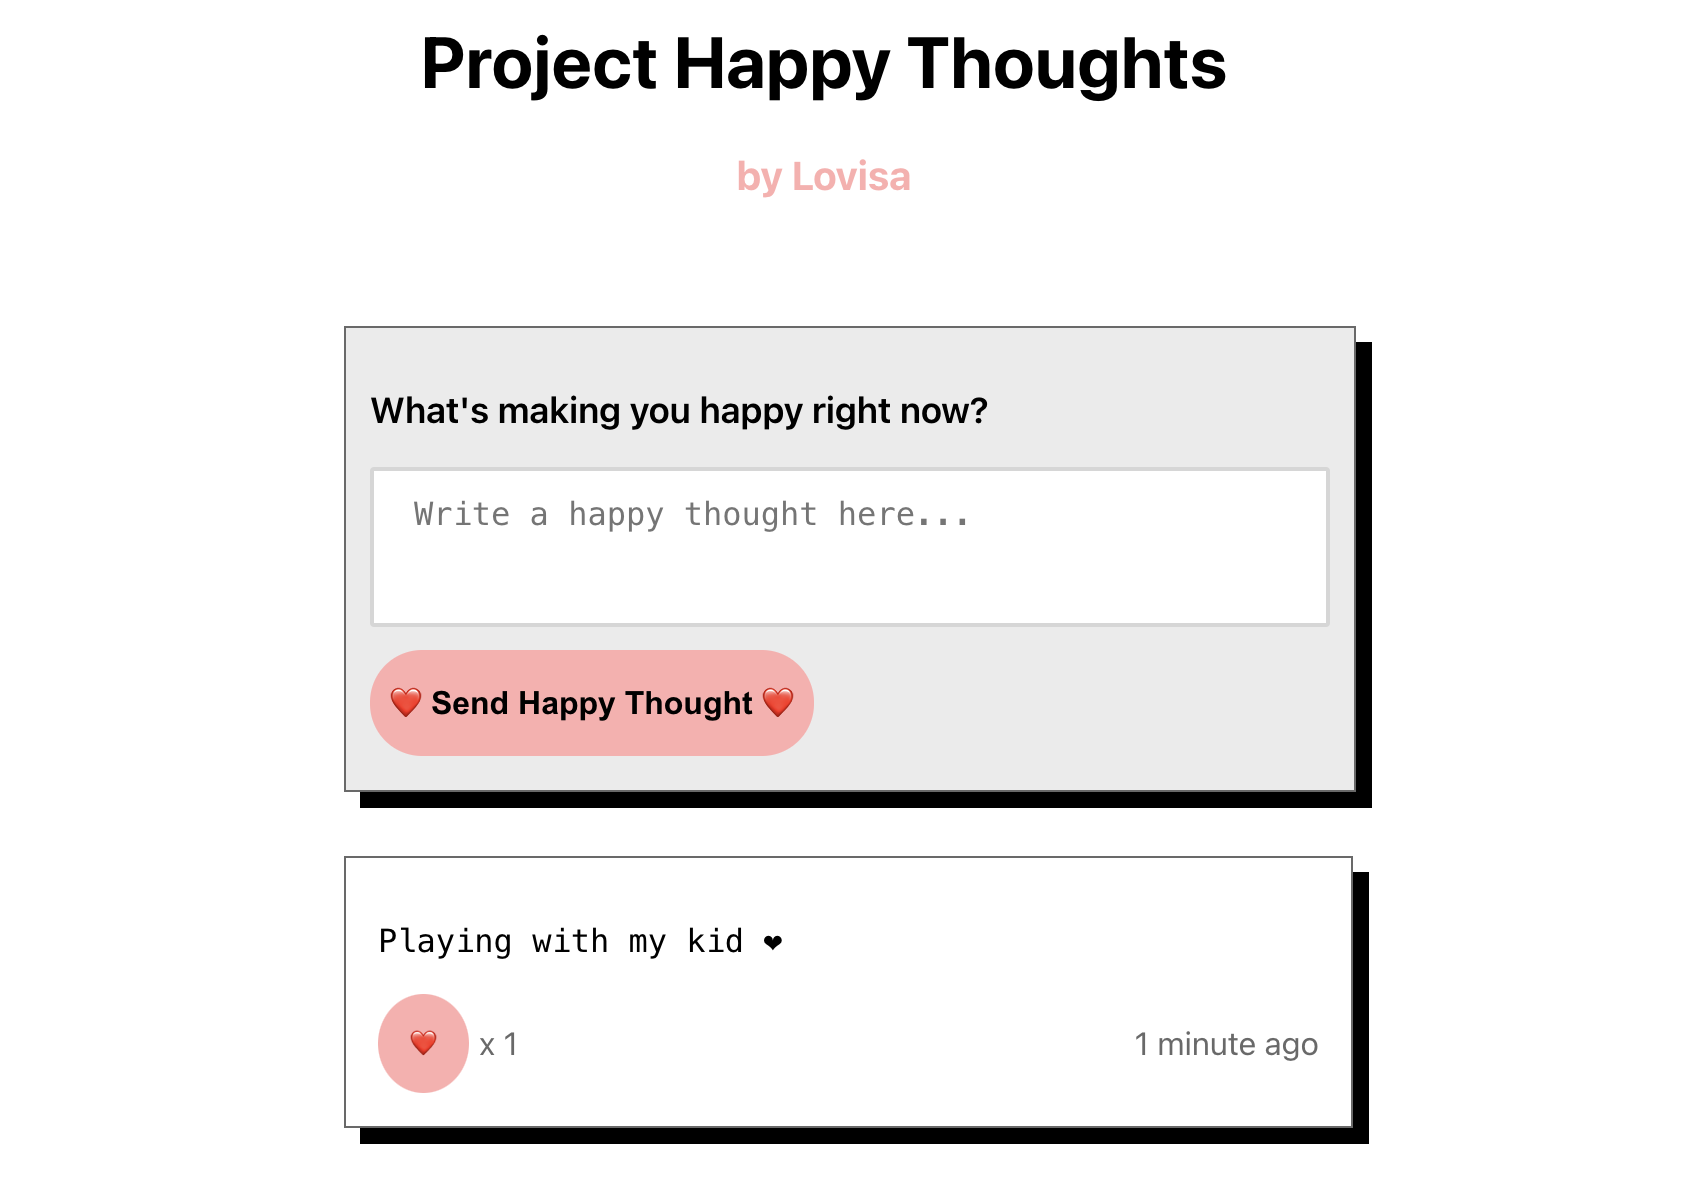 Project Happy Thoughts
by Lovisa
What's making you happy right now?
Write a happy thought here...
❤️ Send Happy Thought ❤️
Playing with my kid ❤
❤️ x 1
1 minute ago